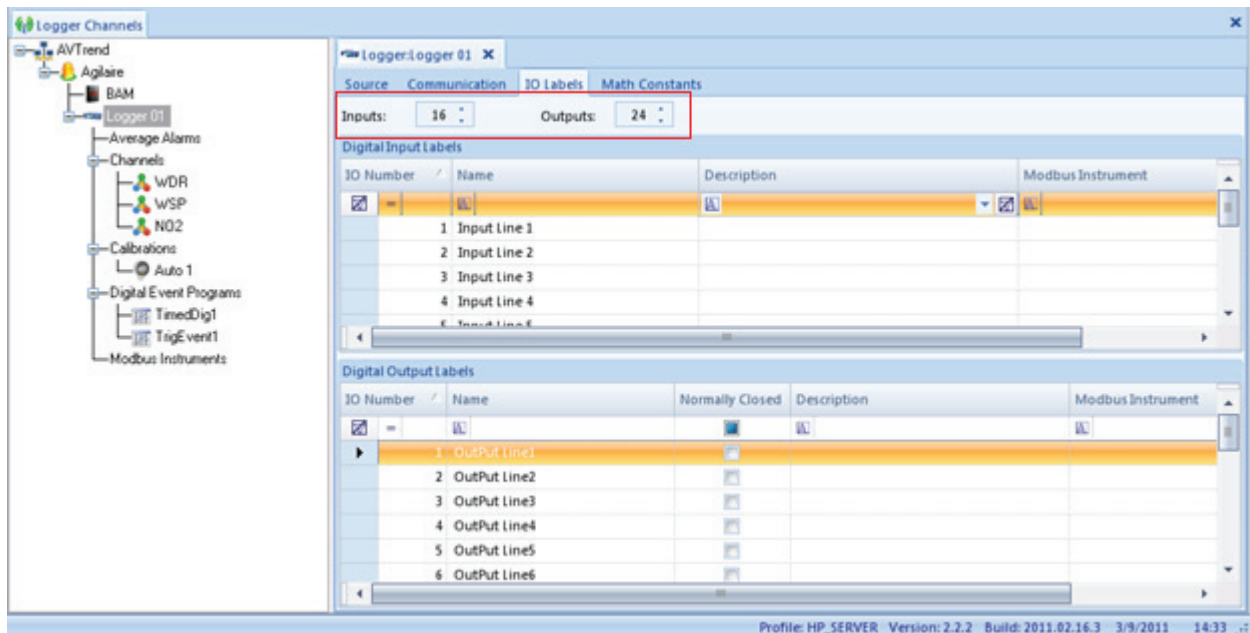 Logger Channels
AVTrend
Agilaire
BAM
Logger 01
Average Alarms
Channels
WDR
WSP
NO2
Calibrations
Auto 1
Digital Event Programs
TimedDig1
TrigEvent1
Modbus Instruments
Logger:Logger 01
Source Communication IO Labels Math Constants
Inputs: 16 Outputs: 24
Digital Input Labels
IO Number Name Description Modbus Instrument
=
1 Input Line 1
2 Input Line 2
3 Input Line 3
4 Input Line 4
5 Input Line 5
Digital Output Labels
IO Number Name Normally Closed Description Modbus Instrument
=
1 OutPut Line1
2 OutPut Line2
3 OutPut Line3
4 OutPut Line4
5 OutPut Line5
6 OutPut Line6
Profile: HP_SERVER Version: 2.2.2 Build: 2011.02.16.3 3/9/2011 14:33